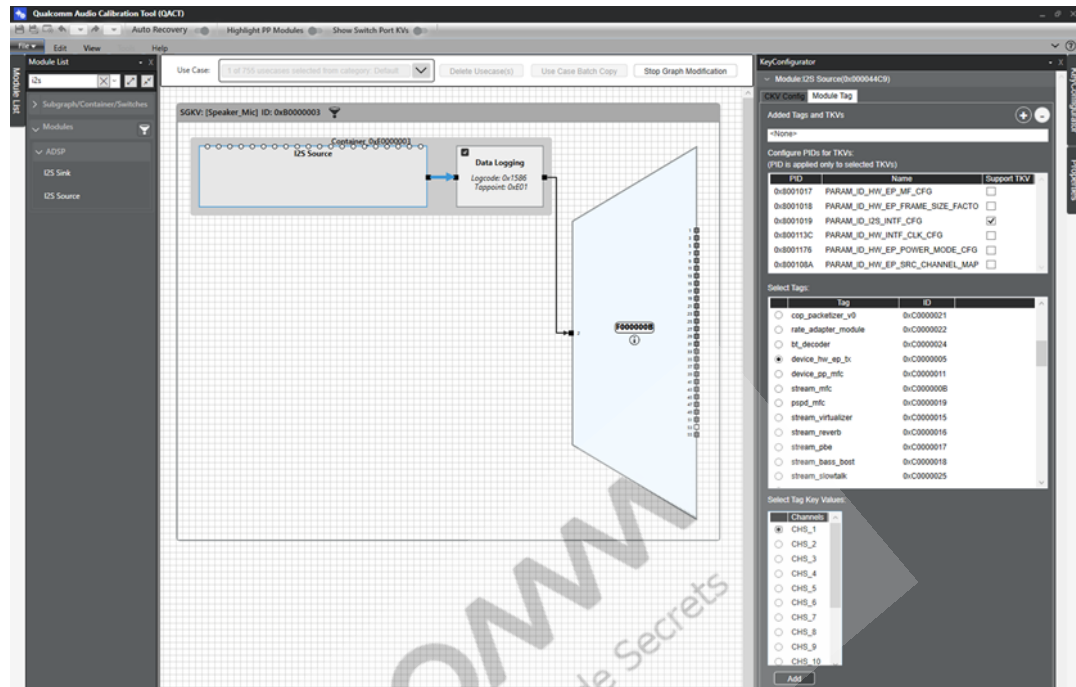 Qualcomm Audio Calibration Tool (QACT)
Auto Recovery Highlight PP Modules Show Switch Port KVs
File Edit View Help
Module List
Module List
i2s
Subgraph/Container/Switches
Modules
ADSP
I2S Sink
I2S Source
Use Case: 1 of 755 usecases selected from category: Default Delete Usecase(s) Use Case Batch Copy Stop Graph Modification
SGKV: [Speaker_Mic] ID: 0xB0000003
Container_0xE0000003
I2S Source
Data Logging
Logcode: 0x1586
Tappoint: 0xE01
2
F000000B
KeyConfigurator
Module:I2S Source(0x000044C9)
CKV Config Module Tag
Added Tags and TKVs
<None>
Configure PIDs for TKVs:
(PID is applied only to selected TKVs)
PID Name Support TKV
0x8001017 PARAM_ID_HW_EP_MF_CFG
0x8001018 PARAM_ID_HW_EP_FRAME_SIZE_FACTO
0x8001019 PARAM_ID_I2S_INTF_CFG
0x800113C PARAM_ID_HW_INTF_CLK_CFG
0x8001176 PARAM_ID_HW_EP_POWER_MODE_CFG
0x800108A PARAM_ID_HW_EP_SRC_CHANNEL_MAP
Select Tags:
Tag ID
cop_packetizer_v0 0xC0000021
rate_adapter_module 0xC0000022
bt_decoder 0xC0000024
device_hw_ep_tx 0xC0000005
device_pp_mfc 0xC0000011
stream_mfc 0xC000000B
pspd_mfc 0xC0000019
stream_virtualizer 0xC0000015
stream_reverb 0xC0000016
stream_pbe 0xC0000017
stream_bass_bost 0xC0000018
stream_slowtalk 0xC0000025
Select Tag Key Values:
Channels
CHS_1
CHS_2
CHS_3
CHS_4
CHS_5
CHS_6
CHS_7
CHS_8
CHS_9
CHS_10
Add
KeyConfigurator
Properties
Secrets